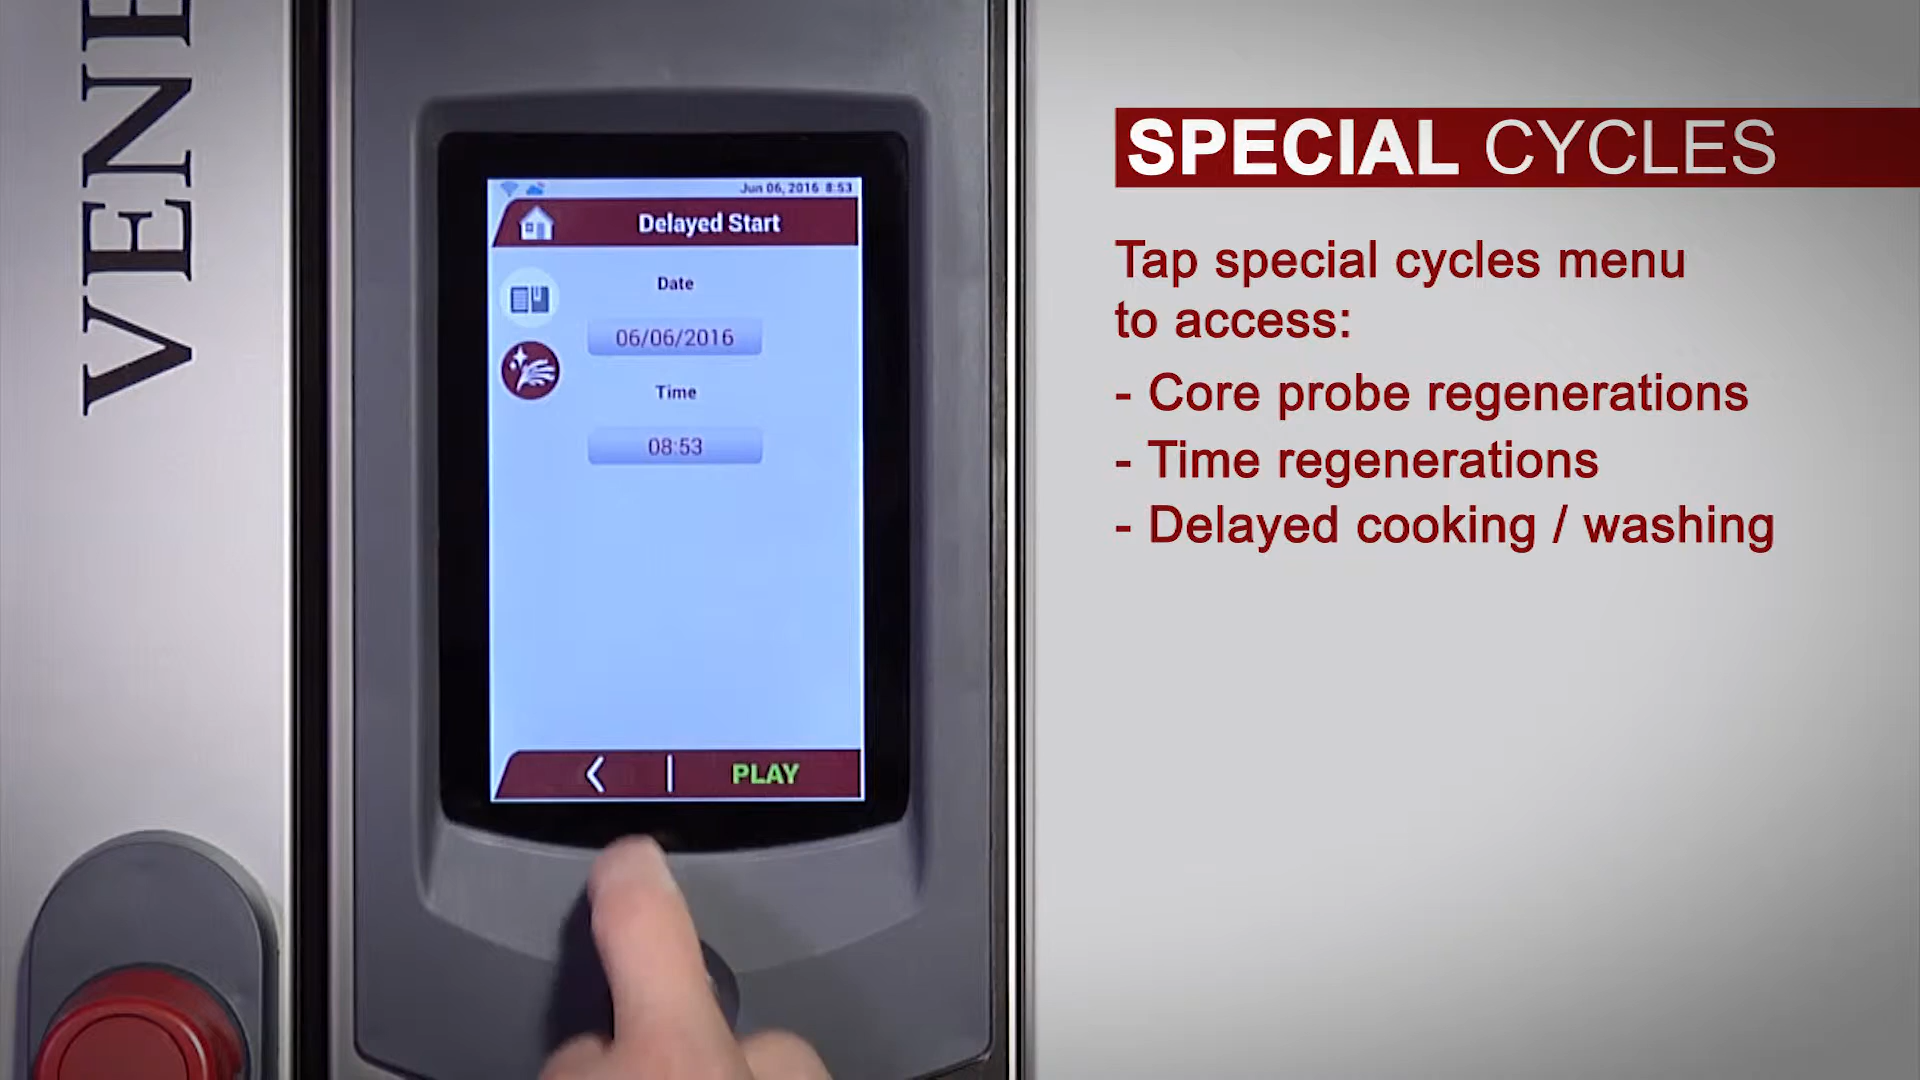 Jun 06, 2016 8:53
Delayed Start
Date
06/06/2016
Time
08:53
PLAY
SPECIAL CYCLES
Tap special cycles menu
to access:
- Core probe regenerations
- Time regenerations
- Delayed cooking / washing